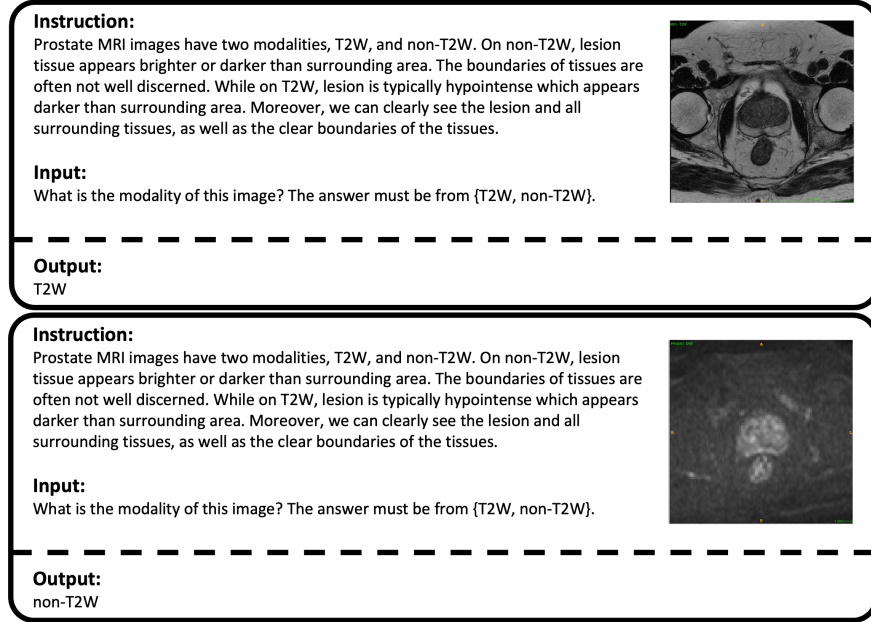 Instruction:
Prostate MRI images have two modalities, T2W, and non-T2W. On non-T2W, lesion
tissue appears brighter or darker than surrounding area. The boundaries of tissues are
often not well discerned. While on T2W, lesion is typically hypointense which appears
darker than surrounding area. Moreover, we can clearly see the lesion and all
surrounding tissues, as well as the clear boundaries of the tissues.
Input:
What is the modality of this image? The answer must be from {T2W, non-T2W}.
Output:
T2W
Instruction:
Prostate MRI images have two modalities, T2W, and non-T2W. On non-T2W, lesion
tissue appears brighter or darker than surrounding area. The boundaries of tissues are
often not well discerned. While on T2W, lesion is typically hypointense which appears
darker than surrounding area. Moreover, we can clearly see the lesion and all
surrounding tissues, as well as the clear boundaries of the tissues.
Input:
What is the modality of this image? The answer must be from {T2W, non-T2W}.
Output:
non-T2W